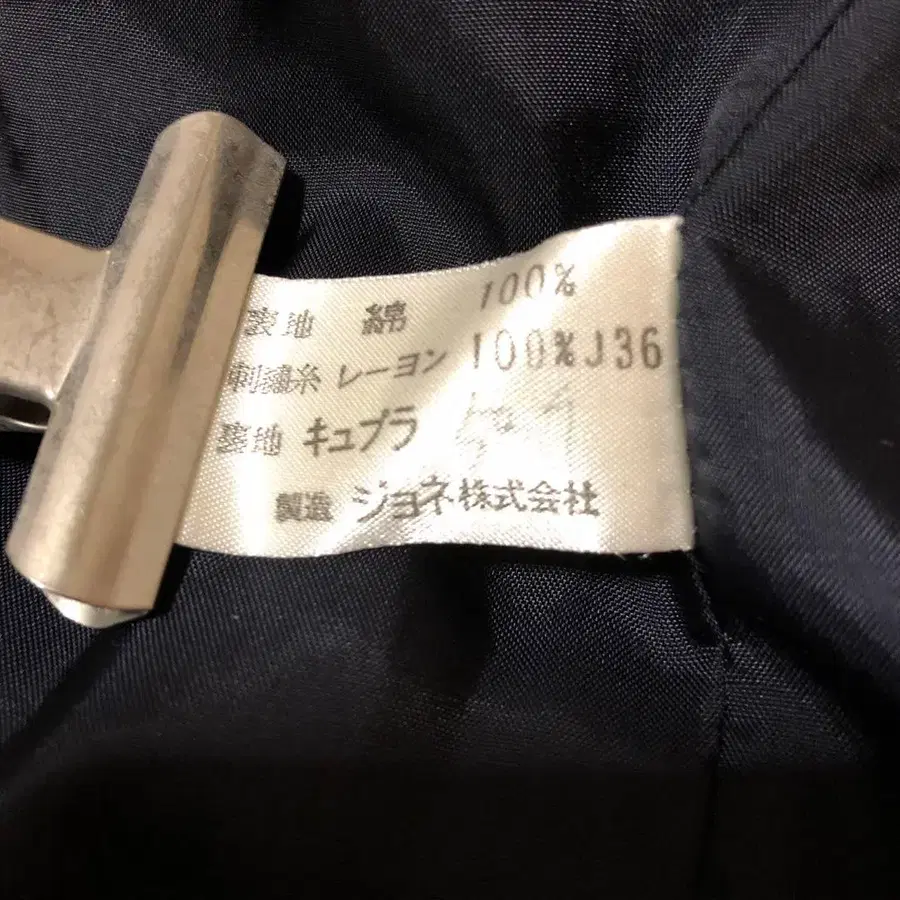 表地 綿 100%
刺繍糸 レーヨン 100%J36
裏地 キュプラ
製造 ジョネ株式会社